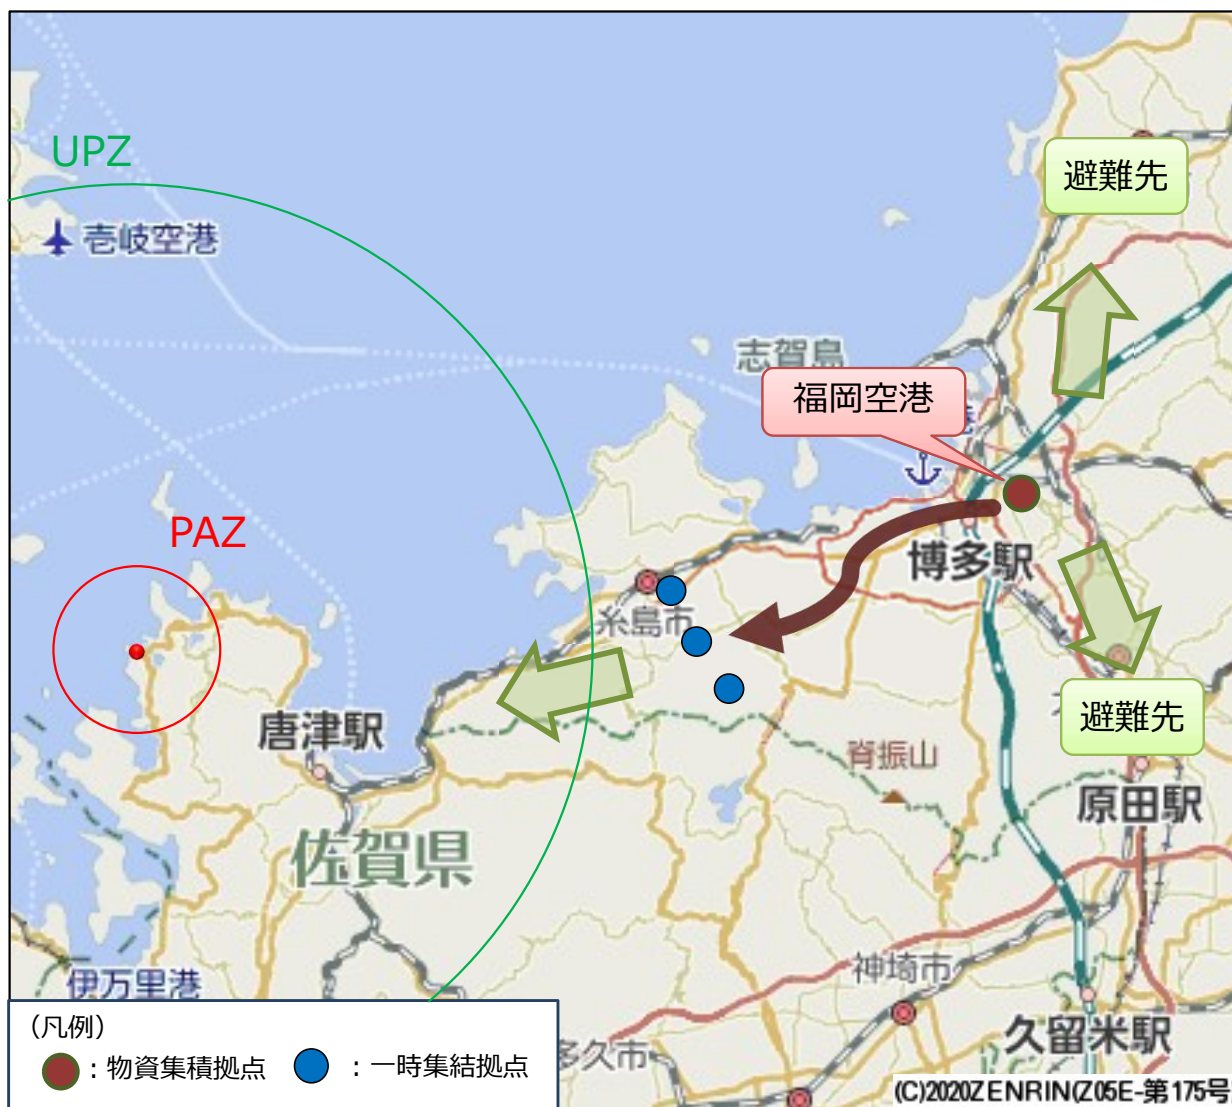 UPZ
避難先
壱岐空港
志賀島
福岡空港
港
PAZ
博多駅
糸島市
唐津駅
避難先
脊振山
原田駅
佐賀県
神埼市
伊万里港
久留米駅
多久市
(凡例)
：物資集積拠点 ：一時集結拠点
(C)2020ZENRIN(Z05E-第175号